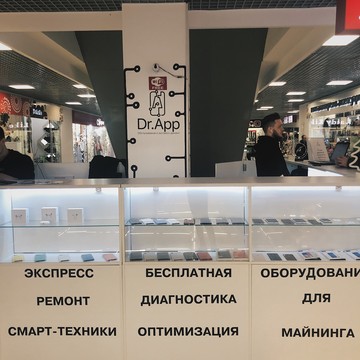 Dr.App
ЭКСПРЕСС
РЕМОНТ
СМАРТ-ТЕХНИКИ
БЕСПЛАТНАЯ
ДИАГНОСТИКА
ОПТИМИЗАЦИЯ
ОБОРУДОВАНИ
ДЛЯ
МАЙНИНГА